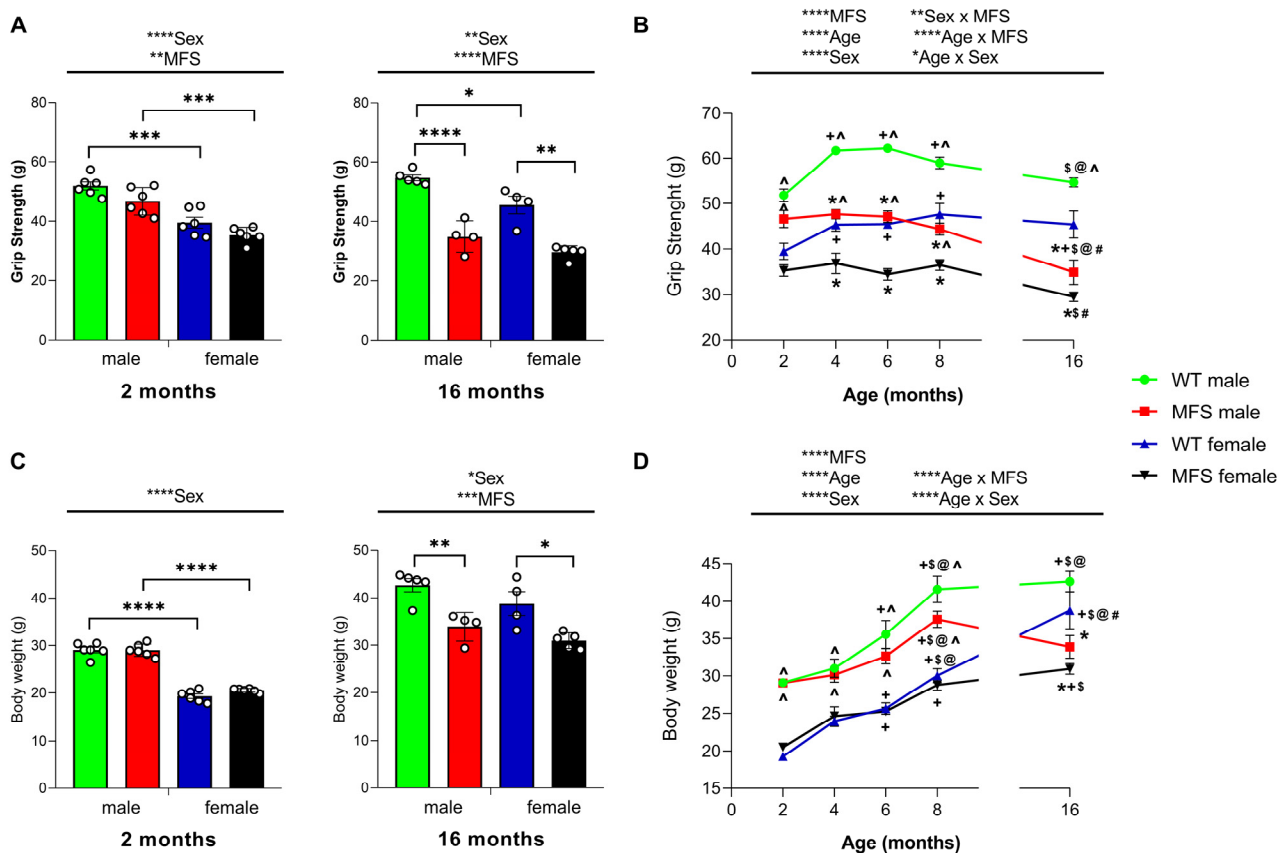 A
****Sex
**MFS
***
***
Grip Strength (g)
80
60
40
20
0
male
female
2 months
**Sex
****MFS
*
****
**
Grip Strength (g)
80
60
40
20
0
male
female
16 months
B
****MFS
**Sex x MFS
****Age
****Age x MFS
****Sex
*Age x Sex
Grip Strenght (g)
70
60
50
40
30
20
+^
+^
+^
$@^
^
^
*^
*^
+
+
+
*^
*+$@#
*
*
*
*$#
0
2
4
6
8
16
Age (months)
WT male
MFS male
WT female
MFS female
C
****Sex
****
****
Body weight (g)
50
40
30
20
10
0
male
female
2 months
*Sex
***MFS
**
*
Body weight (g)
50
40
30
20
10
0
male
female
16 months
D
****MFS
****Age
****Age x MFS
****Sex
****Age x Sex
Body weight (g)
45
40
35
30
25
20
15
+$@^
+$@
+^
+$@#
^
^
+$@^
*
+$@
^
^
^
+
+
+
*+$
0
2
4
6
8
16
Age (months)